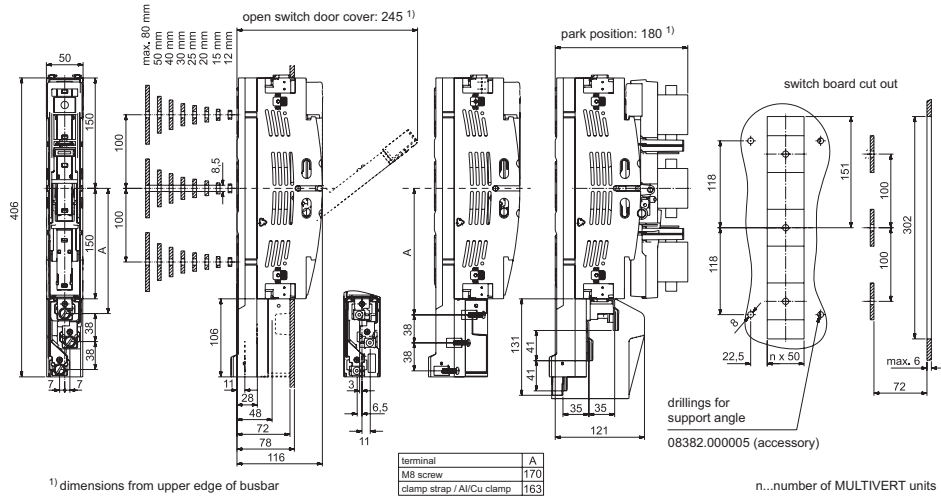 open switch door cover: 245 1)
park position: 180 1)
switch board cut out
max. 80 mm
50 mm
40 mm
30 mm
25 mm
20 mm
15 mm
12 mm
50
406
150
150
A
38
38
7
7
100
100
8,5
106
11
28
48
72
78
116
3
6,5
11
A
38
38
131
41
41
35
35
121
118
118
151
8
22,5
n x 50
100
100
302
max. 6
72
drillings for
support angle
08382.000005 (accessory)
terminal A
M8 screw 170
clamp strap / Al/Cu clamp 163
1) dimensions from upper edge of busbar
n...number of MULTIVERT units